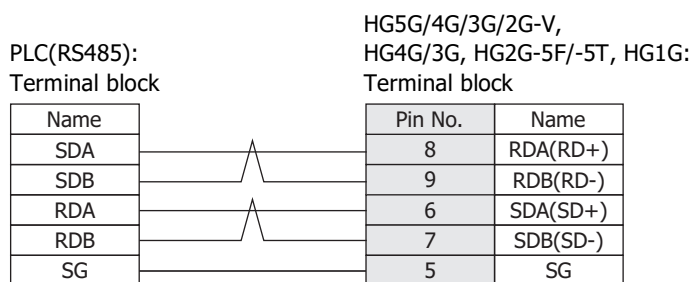 HG5G/4G/3G/2G-V,
PLC(RS485): HG4G/3G, HG2G-5F/-5T, HG1G:
Terminal block Terminal block
Name Pin No. Name
SDA 8 RDA(RD+)
SDB 9 RDB(RD-)
RDA 6 SDA(SD+)
RDB 7 SDB(SD-)
SG 5 SG